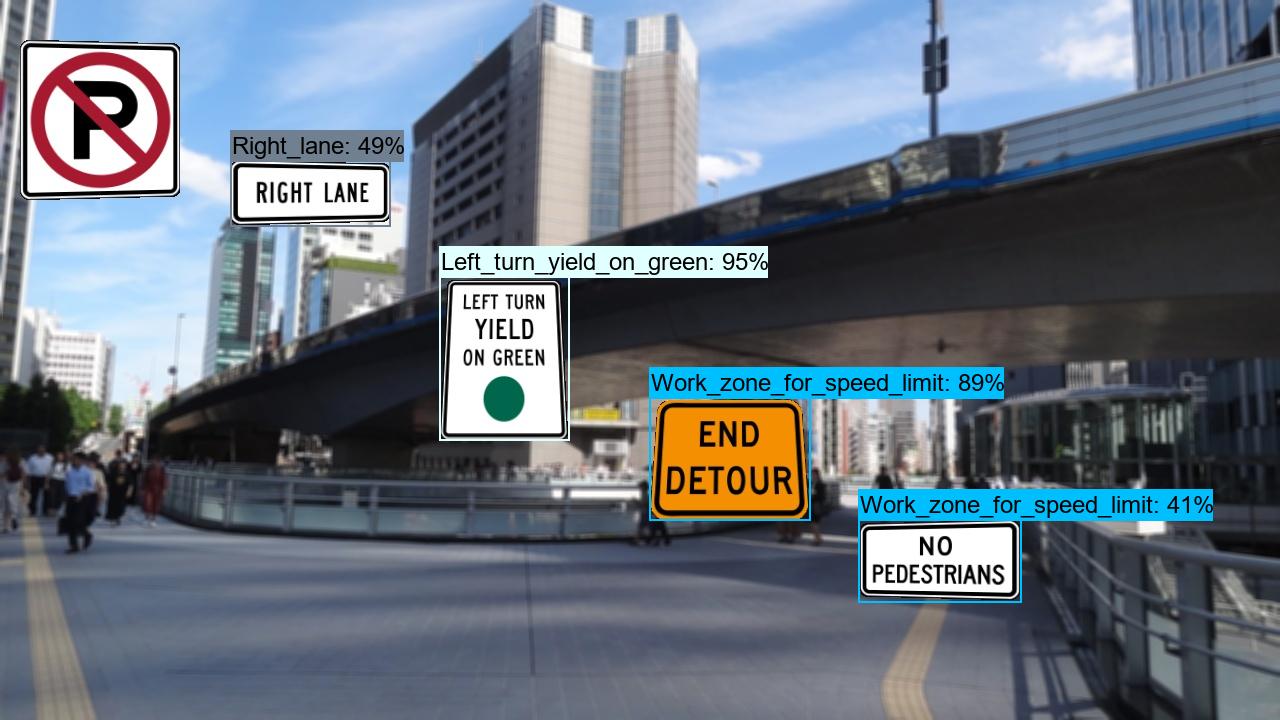 P
Right_lane: 49%
RIGHT LANE
Left_turn_yield_on_green: 95%
LEFT TURN
YIELD
ON GREEN
Work_zone_for_speed_limit: 89%
END
DETOUR
Work_zone_for_speed_limit: 41%
NO
PEDESTRIANS